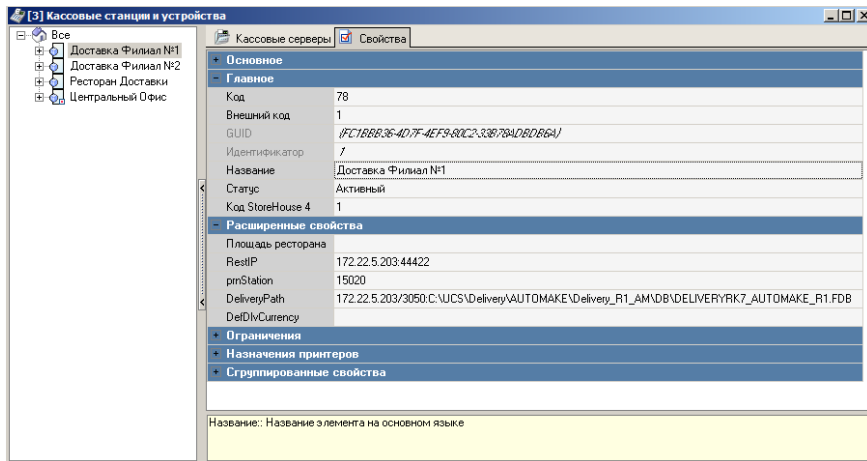 [3] Кассовые станции и устройства
Все
Доставка Филиал №1
Доставка Филиал №2
Ресторан Доставки
Центральный Офис
Кассовые серверы
Свойства
+ Основное
- Главное
Код 78
Внешний код 1
GUID {FC1BBB36-4D7F-4EF9-80C2-33B78ADBDB6A}
Идентификатор 1
Название Доставка Филиал №1
Статус Активный
Код StoreHouse 4 1
- Расширенные свойства
Площадь ресторана
RestIP 172.22.5.203:44422
prnStation 15020
DeliveryPath 172.22.5.203/3050:C:\UCS\Delivery\AUTOMAKE\Delivery_R1_AM\DB\DELIVERYRK7_AUTOMAKE_R1.FDB
DefDlvCurrency
+ Ограничения
+ Назначения принтеров
+ Сгруппированные свойства
Название:: Название элемента на основном языке